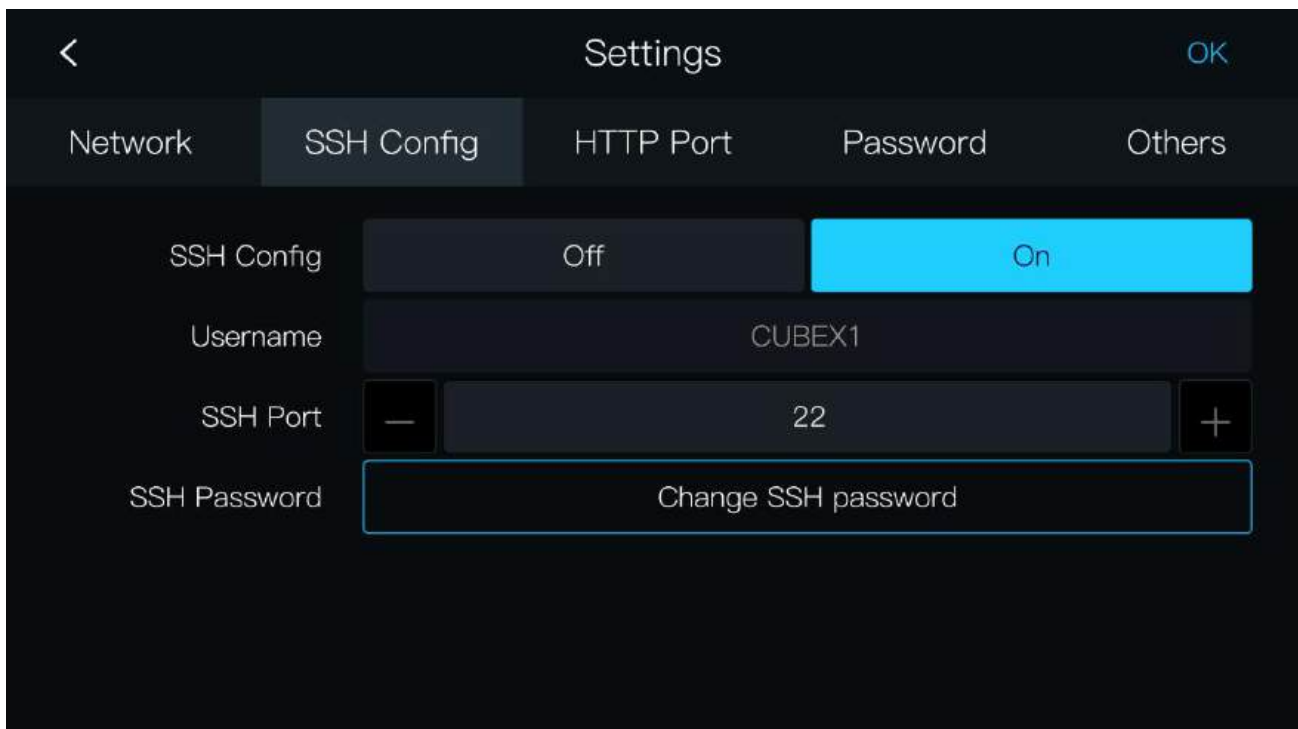 < Settings OK
Network SSH Config HTTP Port Password Others
SSH Config Off On
Username CUBEX1
SSH Port — 22 +
SSH Password Change SSH password